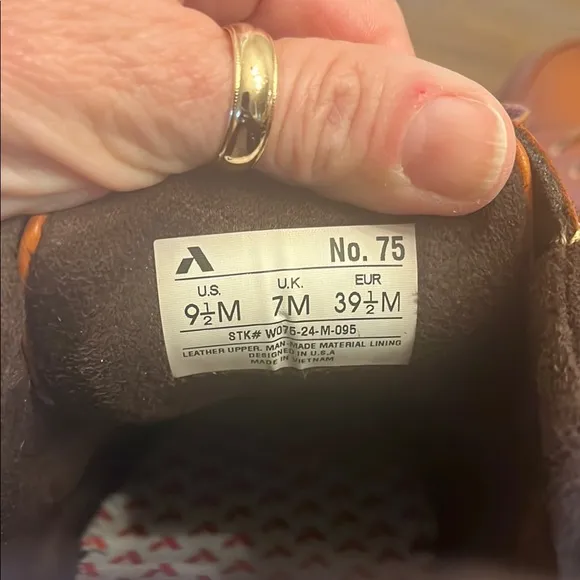 No. 75
U.S. U.K. EUR
9½M 7M 39½M
STK# W075-24-M-095
LEATHER UPPER. MAN-MADE MATERIAL LINING
DESIGNED IN U.S.A
MADE IN VIETNAM